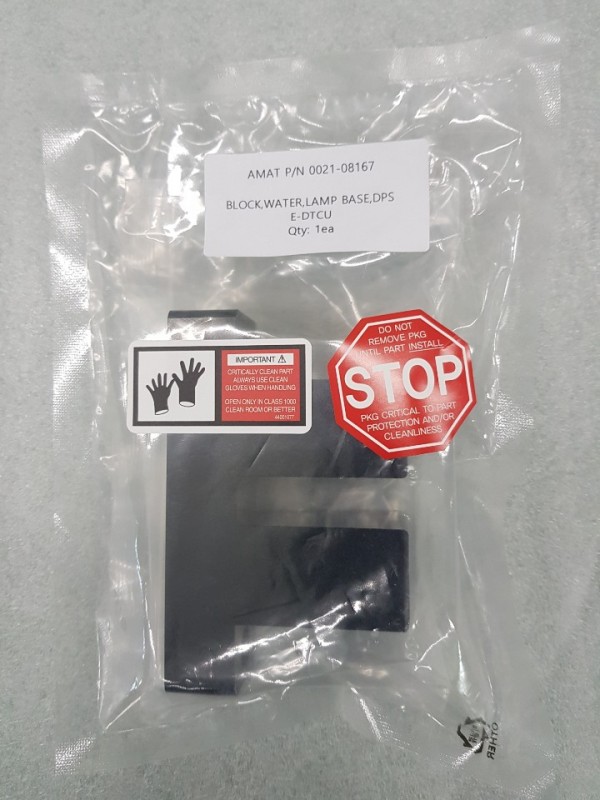 AMAT P/N 0021-08167
BLOCK,WATER,LAMP BASE,DPS
E-DTCU
Qty: 1ea
IMPORTANT
CRITICALLY CLEAN PART
ALWAYS USE CLEAN
GLOVES WHEN HANDLING
OPEN ONLY IN CLASS 1000
CLEAN ROOM OR BETTER
DO NOT
REMOVE PKG
UNTIL PART INSTALL
STOP
PKG CRITICAL TO PART
PROTECTION AND/OR
CLEANLINESS
OTHER